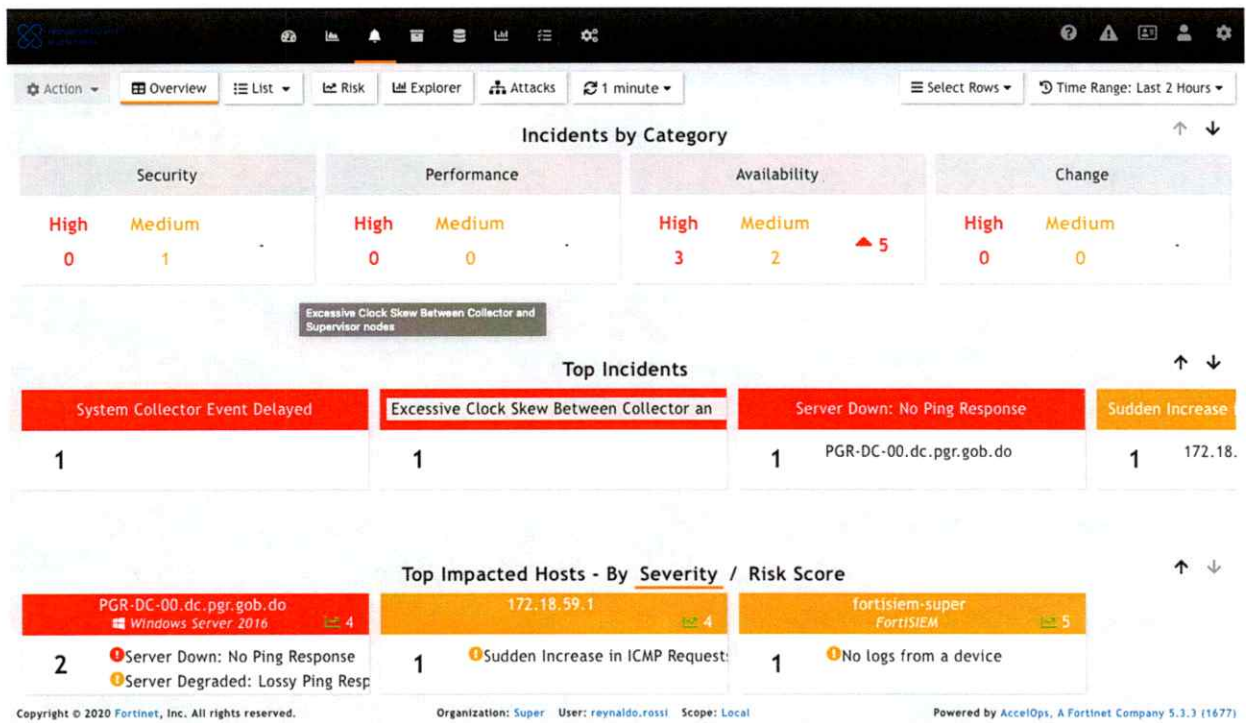 Action
Overview
List
Risk
Explorer
Attacks
1 minute
Select Rows
Time Range: Last 2 Hours
Incidents by Category
Security
Performance
Availability
Change
High
Medium
High
Medium
High
Medium
High
Medium
0
1
0
0
3
2
5
0
0
Excessive Clock Skew Between Collector and
Supervisor nodes
Top Incidents
System Collector Event Delayed
Excessive Clock Skew Between Collector an
Server Down: No Ping Response
Sudden Increase
1
1
1
PGR-DC-00.dc.pgr.gob.do
1
172.18.
Top Impacted Hosts - By Severity / Risk Score
PGR-DC-00.dc.pgr.gob.do
Windows Server 2016
4
172.18.59.1
4
fortisiem-super
FortiSIEM
5
2
Server Down: No Ping Response
Server Degraded: Lossy Ping Resp
1
Sudden Increase in ICMP Request
1
No logs from a device
Copyright © 2020 Fortinet, Inc. All rights reserved.
Organization: Super User: reynaldo.rossi Scope: Local
Powered by AccelOps, A Fortinet Company 5.3.3 (1677)